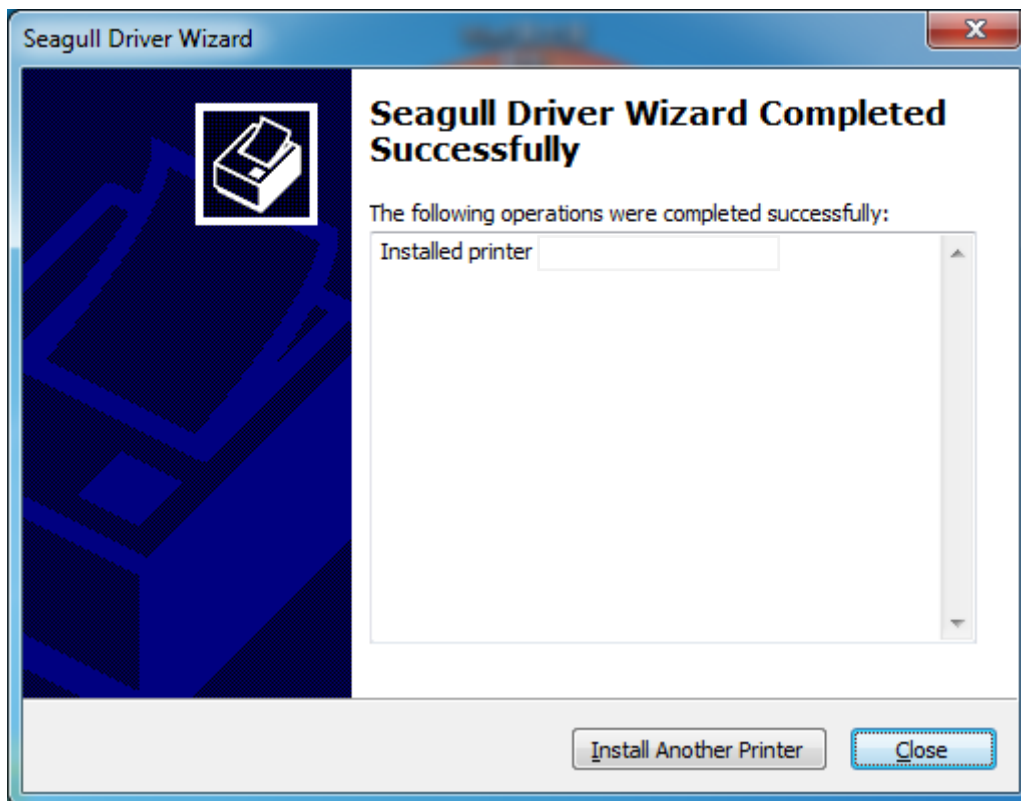 Seagull Driver Wizard
Seagull Driver Wizard Completed
Successfully
The following operations were completed successfully:
Installed printer
Install Another Printer
Close